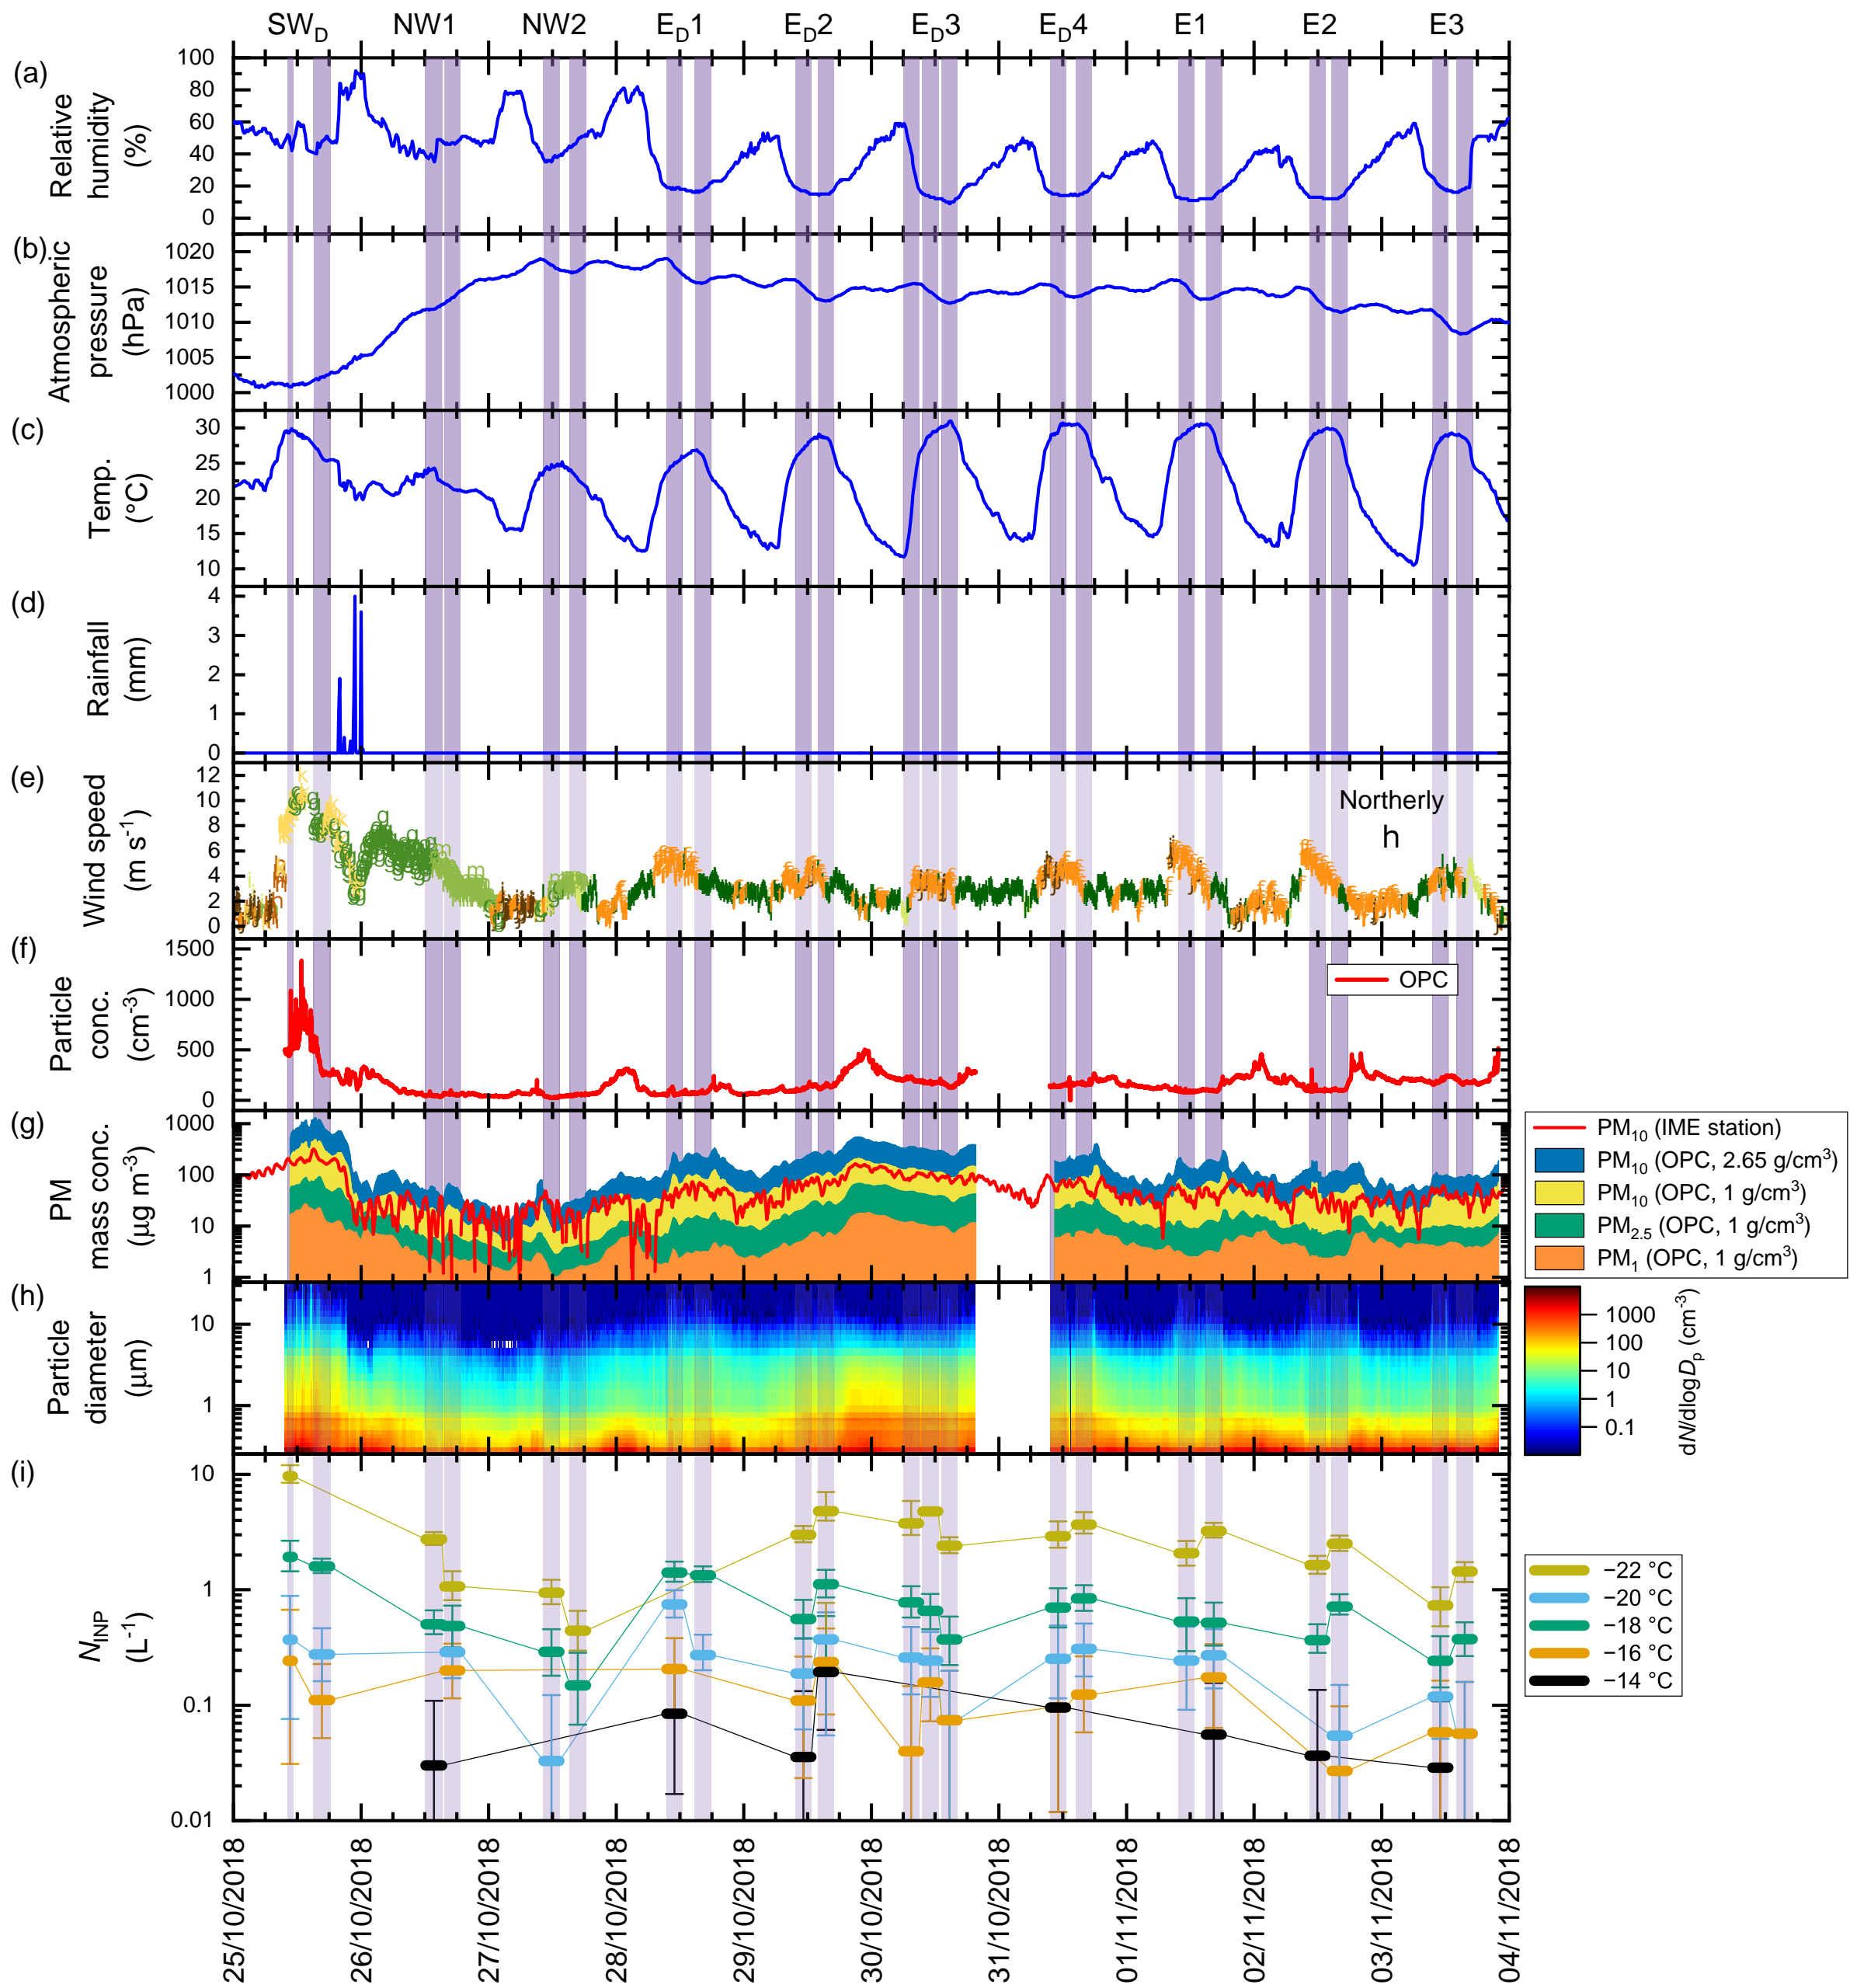 SWD NW1 NW2 ED1 ED2 ED3 ED4 E1 E2 E3
(a)
Relative
humidity
(%)
100
80
60
40
20
0
(b)
Atmospheric
pressure
(hPa)
1020
1015
1010
1005
1000
(c)
Temp.
(°C)
30
25
20
15
10
(d)
Rainfall
(mm)
4
3
2
1
0
(e)
Wind speed
(m s-1)
12
10
8
6
4
2
0
Northerly
(f)
Particle
conc.
(cm-3)
1500
1000
500
0
OPC
(g)
PM
mass conc.
(µg m-3)
1000
100
10
1
PM10 (IME station)
PM10 (OPC, 2.65 g/cm3)
PM10 (OPC, 1 g/cm3)
PM2.5 (OPC, 1 g/cm3)
PM1 (OPC, 1 g/cm3)
(h)
Particle
diameter
(µm)
10
1
1000
100
10
1
0.1
dN/dlogDp (cm-3)
(i)
NINP
(L-1)
10
1
0.1
0.01
−22 °C
−20 °C
−18 °C
−16 °C
−14 °C
25/10/2018
26/10/2018
27/10/2018
28/10/2018
29/10/2018
30/10/2018
31/10/2018
01/11/2018
02/11/2018
03/11/2018
04/11/2018